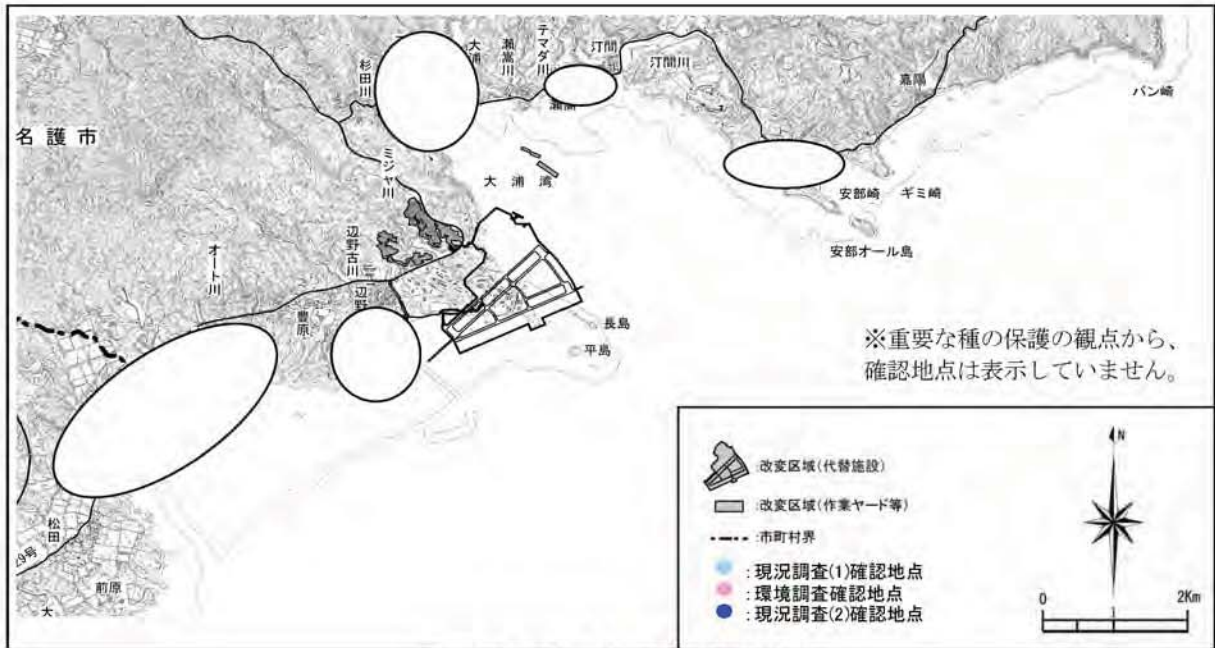 名護市
杉田川
大浦
瀬嵩川
テマダ川
汀間
汀間川
嘉陽
バン崎
ミジャ川
大浦湾
安部崎
ギミ崎
安部オール島
オート川
辺野古川
豊原
辺野
長島
平島
※重要な種の保護の観点から、
確認地点は表示していません。
松田
29号
前原
大
:改変区域(代替施設)
:改変区域(作業ヤード等)
:市町村界
:現況調査(1)確認地点
:環境調査確認地点
:現況調査(2)確認地点
N
0 2Km